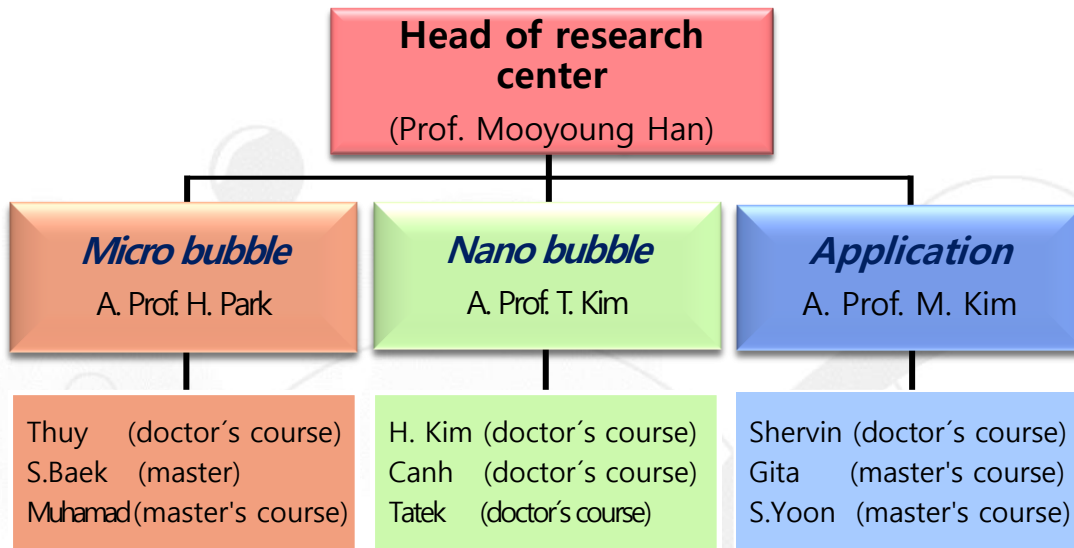 Head of research
center
(Prof. Mooyoung Han)
Micro bubble
A. Prof. H. Park
Nano bubble
A. Prof. T. Kim
Application
A. Prof. M. Kim
Thuy (doctor´s course)
S.Baek (master)
Muhamad (master's course)
H. Kim (doctor´s course)
Canh (doctor´s course)
Tatek (doctor´s course)
Shervin (doctor´s course)
Gita (master's course)
S.Yoon (master's course)